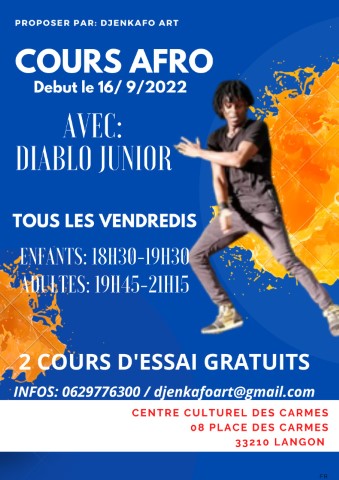 PROPOSER PAR: DJENKAFO ART
COURS AFRO
Debut le 16/ 9/2022
AVEC:
DIABLO JUNIOR
TOUS LES VENDREDIS
ENFANTS: 18H30-19H30
ADULTES: 19H45-21H15
2 COURS D'ESSAI GRATUITS
INFOS: 0629776300 / djenkafoart@gmail.com
CENTRE CULTUREL DES CARMES
08 PLACE DES CARMES
33210 LANGON